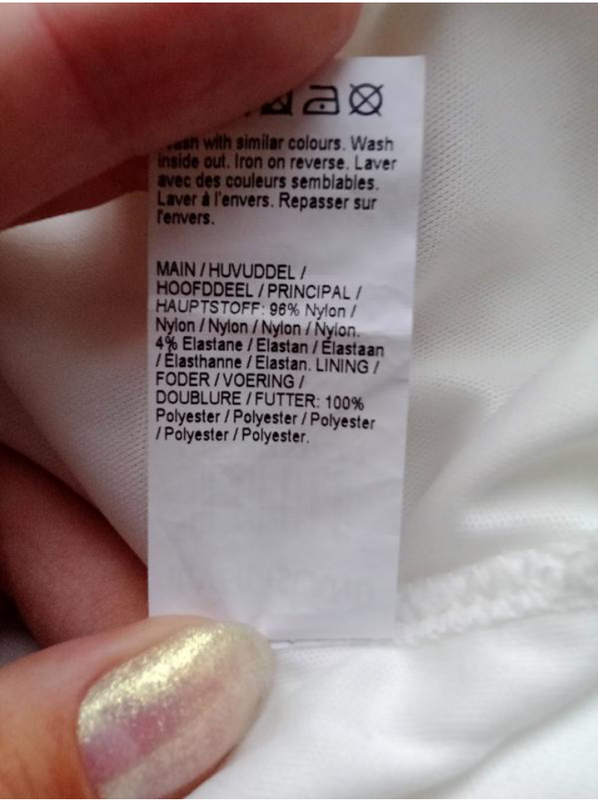 with similar colours. Wash
inside out. Iron on reverse. Laver
avec des couleurs semblables.
Laver à l'envers. Repasser sur
l'envers.
MAIN / HUVUDDEL /
HOOFDDEEL / PRINCIPAL /
HAUPTSTOFF: 96% Nylon /
Nylon / Nylon / Nylon / Nylon.
4% Elastane / Elastan / Elastaan
/ Élasthanne / Elastan. LINING /
FODER / VOERING /
DOUBLURE / FUTTER: 100%
Polyester / Polyester / Polyester
/ Polyester / Polyester.